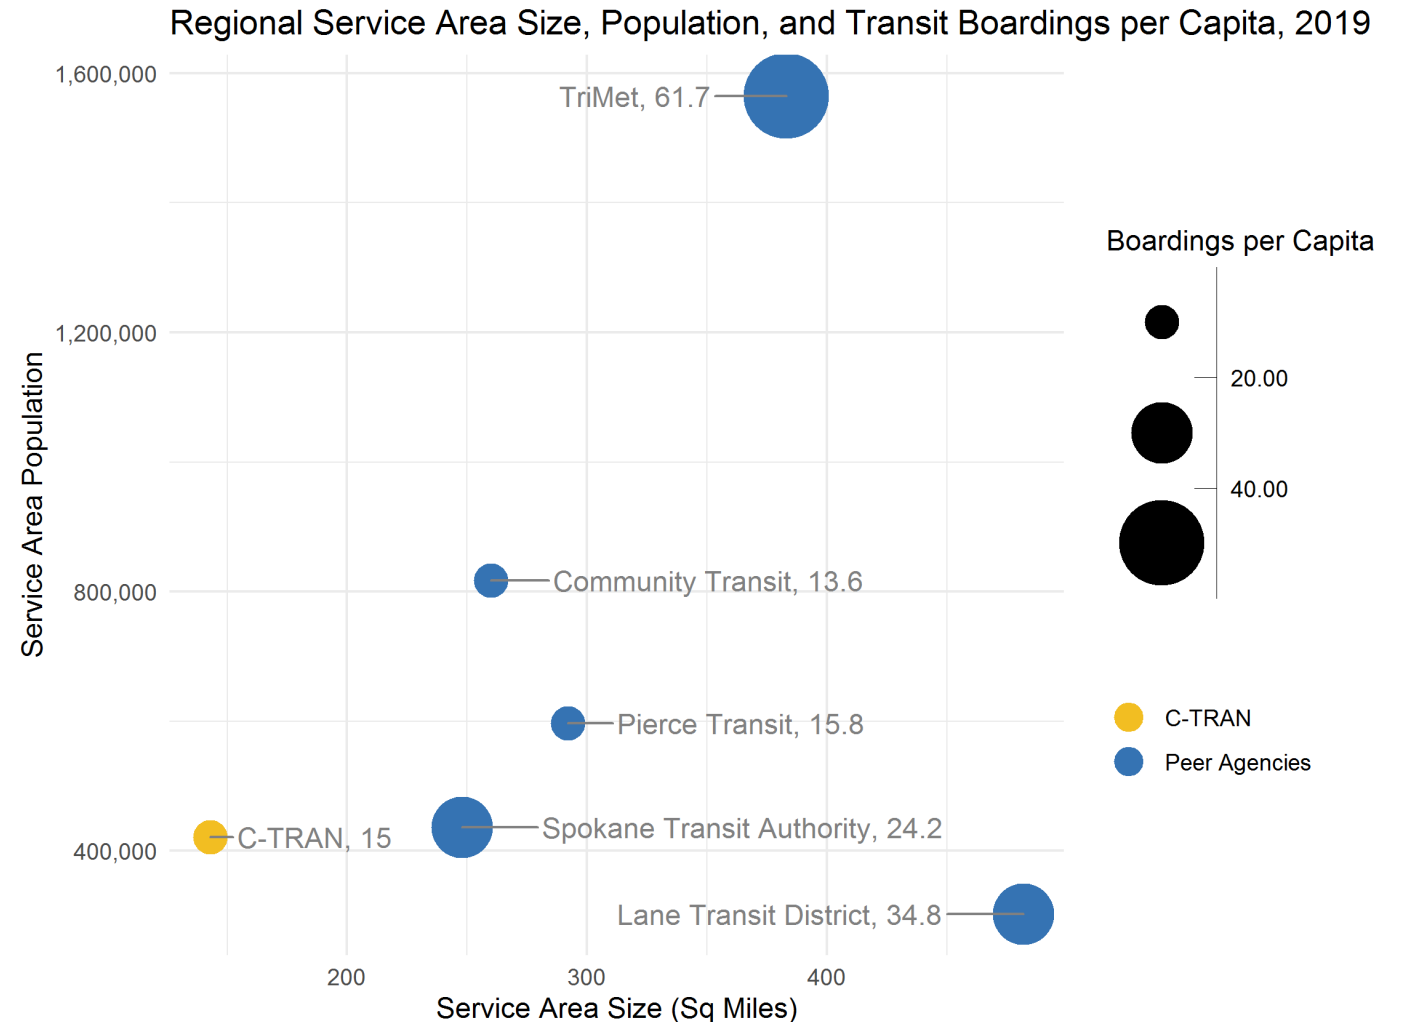 Regional Service Area Size, Population, and Transit Boardings per Capita, 2019
1,600,000
TriMet, 61.7
1,200,000
800,000
Community Transit, 13.6
Pierce Transit, 15.8
400,000
C-TRAN, 15
Spokane Transit Authority, 24.2
Lane Transit District, 34.8
200
300
400
Service Area Size (Sq Miles)
Service Area Population
Boardings per Capita
20.00
40.00
C-TRAN
Peer Agencies